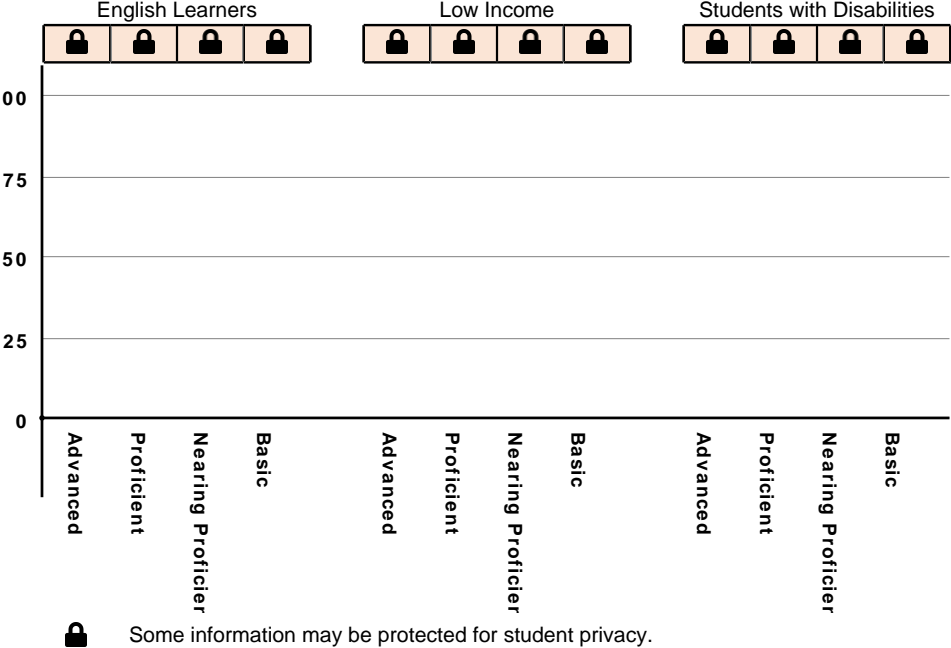 English Learners
Low Income
Students with Disabilities
00
75
50
25
0
Advanced
Proficient
Nearing Proficier
Basic
Advanced
Proficient
Nearing Proficier
Basic
Advanced
Proficient
Nearing Proficier
Basic
Some information may be protected for student privacy.